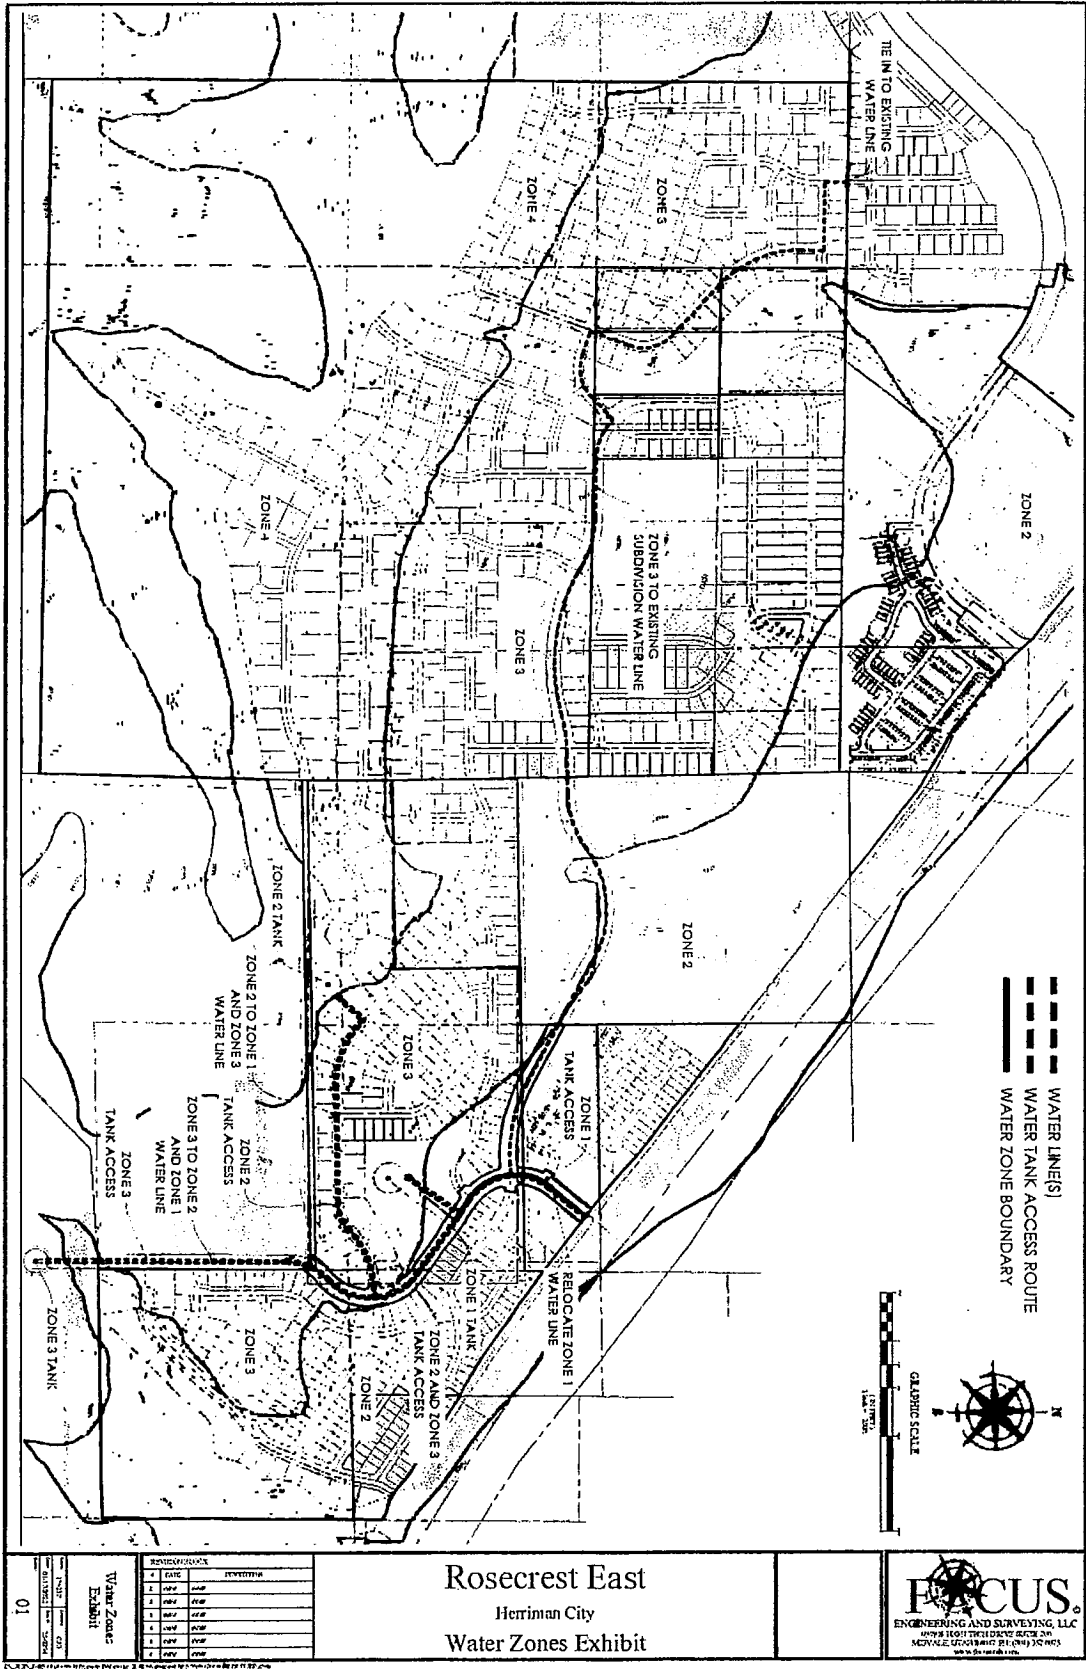 TIE IN TO EXISTING
WATER LINE
ZONE 4
ZONE 3
ZONE 2
ZONE 4
ZONE 3
ZONE 3 TO EXISTING
SUBDIVISION WATER LINE
ZONE 2
ZONE 2 TANK
ZONE 2 TO ZONE 1
AND ZONE 3
WATER LINE
ZONE 3
ZONE 1
TANK ACCESS
ZONE 2
TANK ACCESS
ZONE 3 TO ZONE 2
AND ZONE 1
WATER LINE
ZONE 3
TANK ACCESS
ZONE 3 TANK
ZONE 3
ZONE 2
ZONE 2 AND ZONE 3
TANK ACCESS
ZONE 1 TANK
RELOCATE ZONE 1
WATER LINE
WATER LINE(S)
WATER TANK ACCESS ROUTE
WATER ZONE BOUNDARY
N
GRAPHIC SCALE
Water Zones
Exhibit
01
DATE
Rosecrest East
Herriman City
Water Zones Exhibit
FOCUS
ENGINEERING AND SURVEYING, LLC